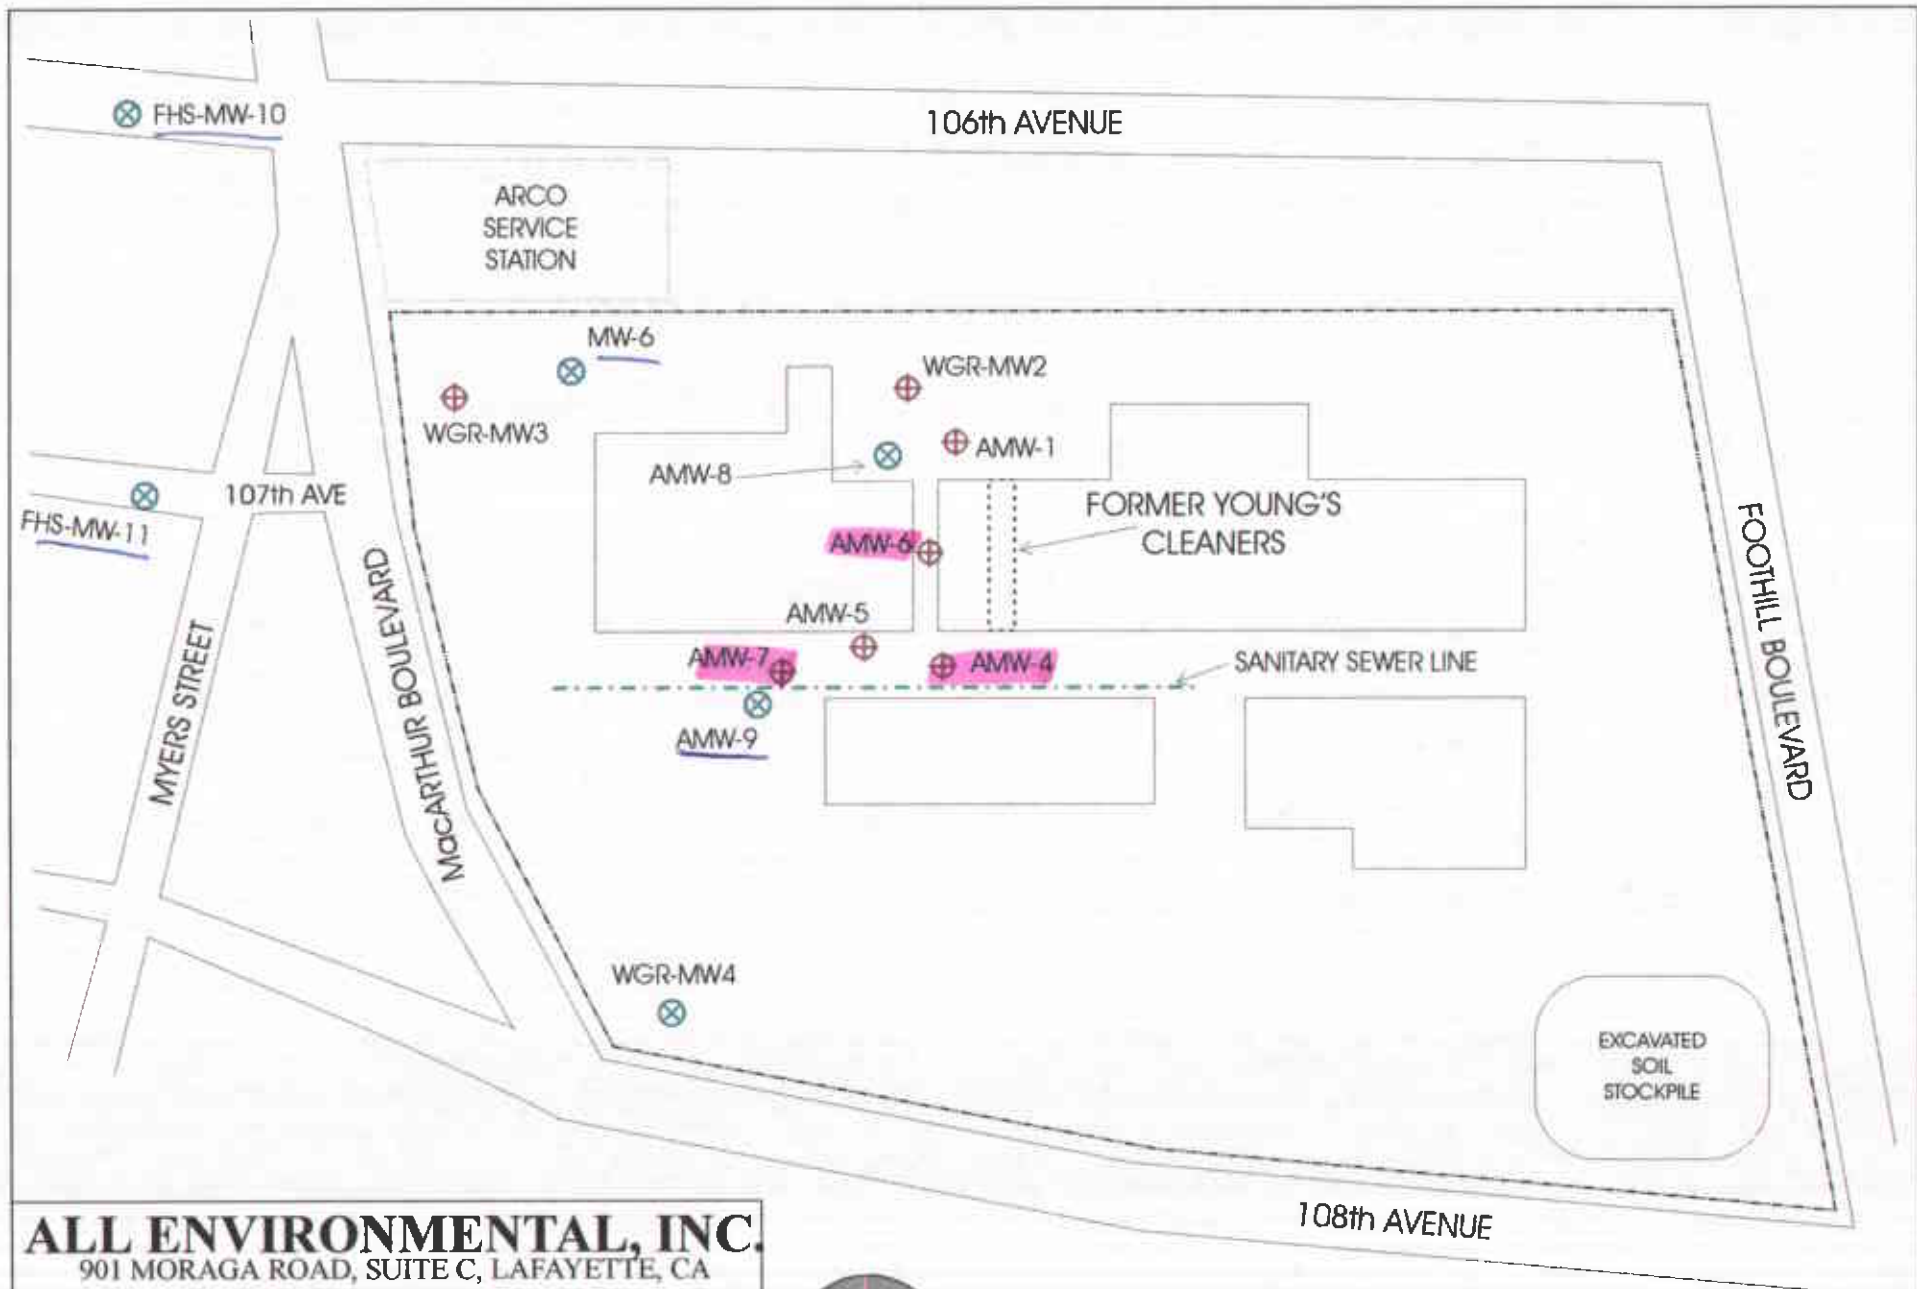 FHS-MW-10
106th AVENUE
ARCO
SERVICE
STATION
MW-6
WGR-MW2
WGR-MW3
AMW-1
AMW-8
107th AVE
FORMER YOUNG'S
CLEANERS
FHS-MW-11
AMW-6
FOOTHILL BOULEVARD
MacARTHUR BOULEVARD
AMW-5
MYERS STREET
AMW-7
AMW-4
SANITARY SEWER LINE
AMW-9
WGR-MW4
EXCAVATED
SOIL
STOCKPILE
108th AVENUE
ALL ENVIRONMENTAL, INC.
901 MORAGA ROAD, SUITE C, LAFAYETTE, CA